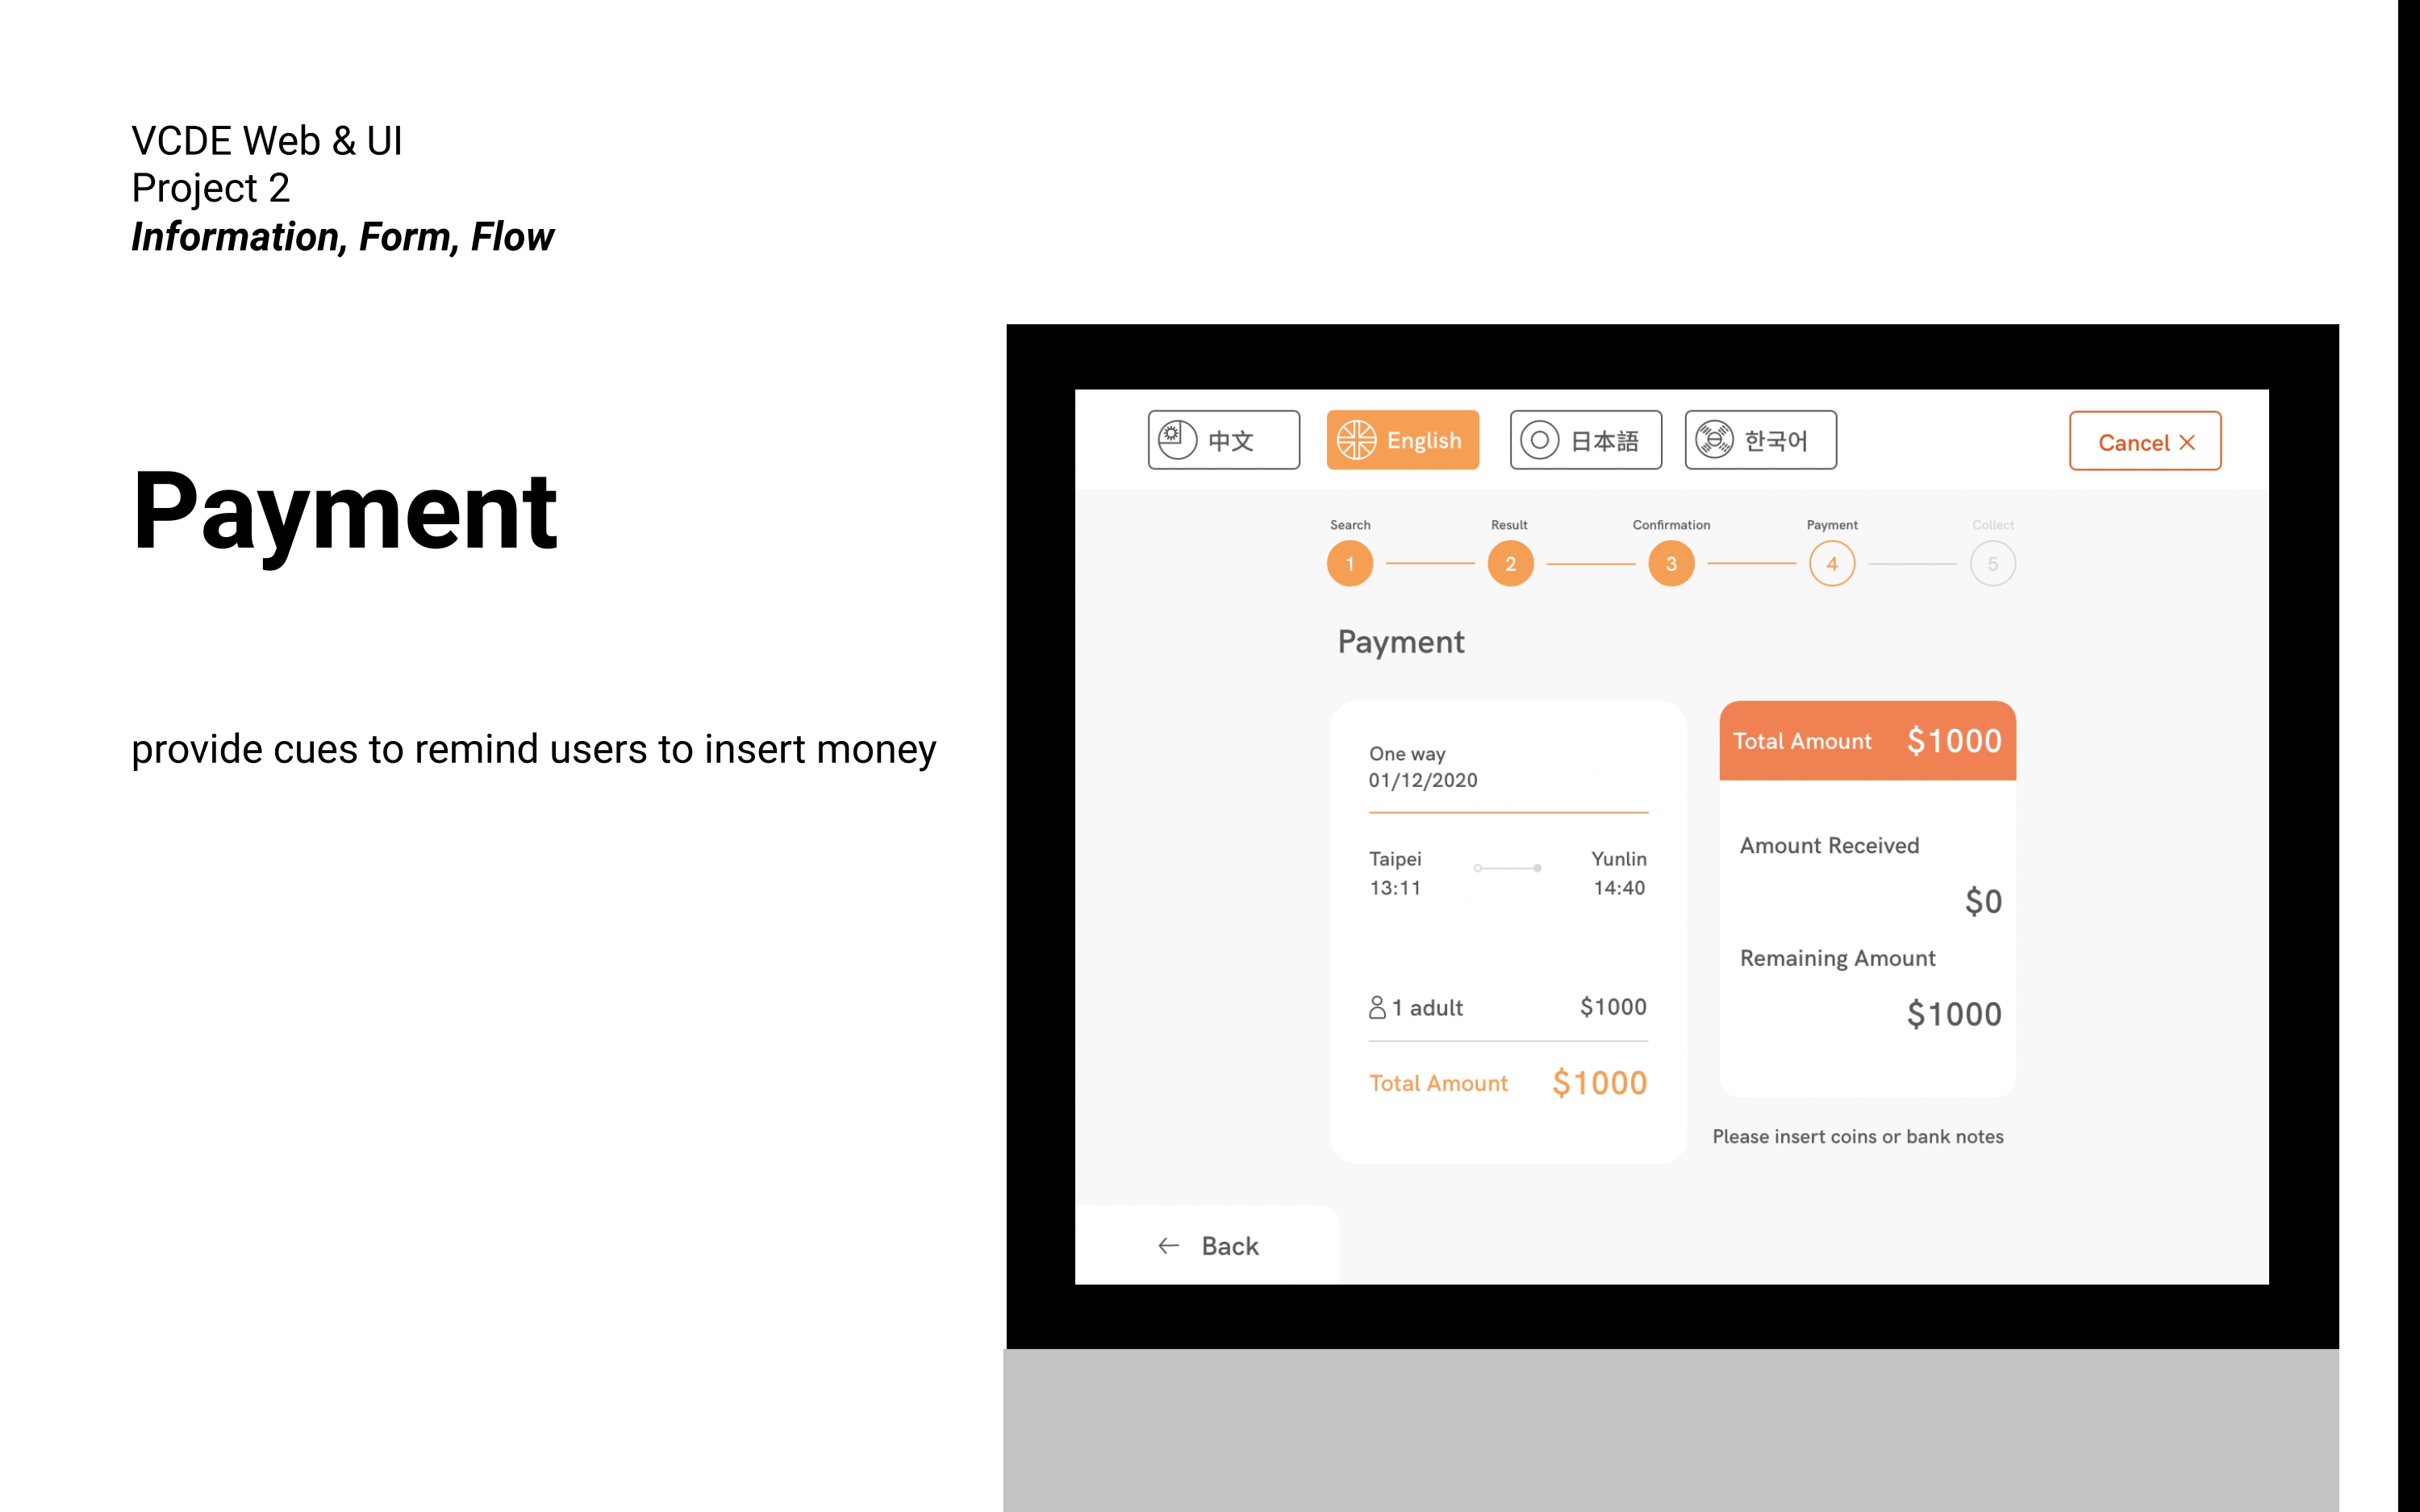 VCDE Web & UI
Project 2
Information, Form, Flow
Payment
provide cues to remind users to insert money
中文
English
日本語
한국어
Cancel
Search
Result
Confirmation
Payment
Collect
1
2
3
4
5
Payment
One way
01/12/2020
Taipei
Yunlin
13:11
14:40
1 adult
$1000
Total Amount
$1000
Total Amount
$1000
Amount Received
$0
Remaining Amount
$1000
Please insert coins or bank notes
Back